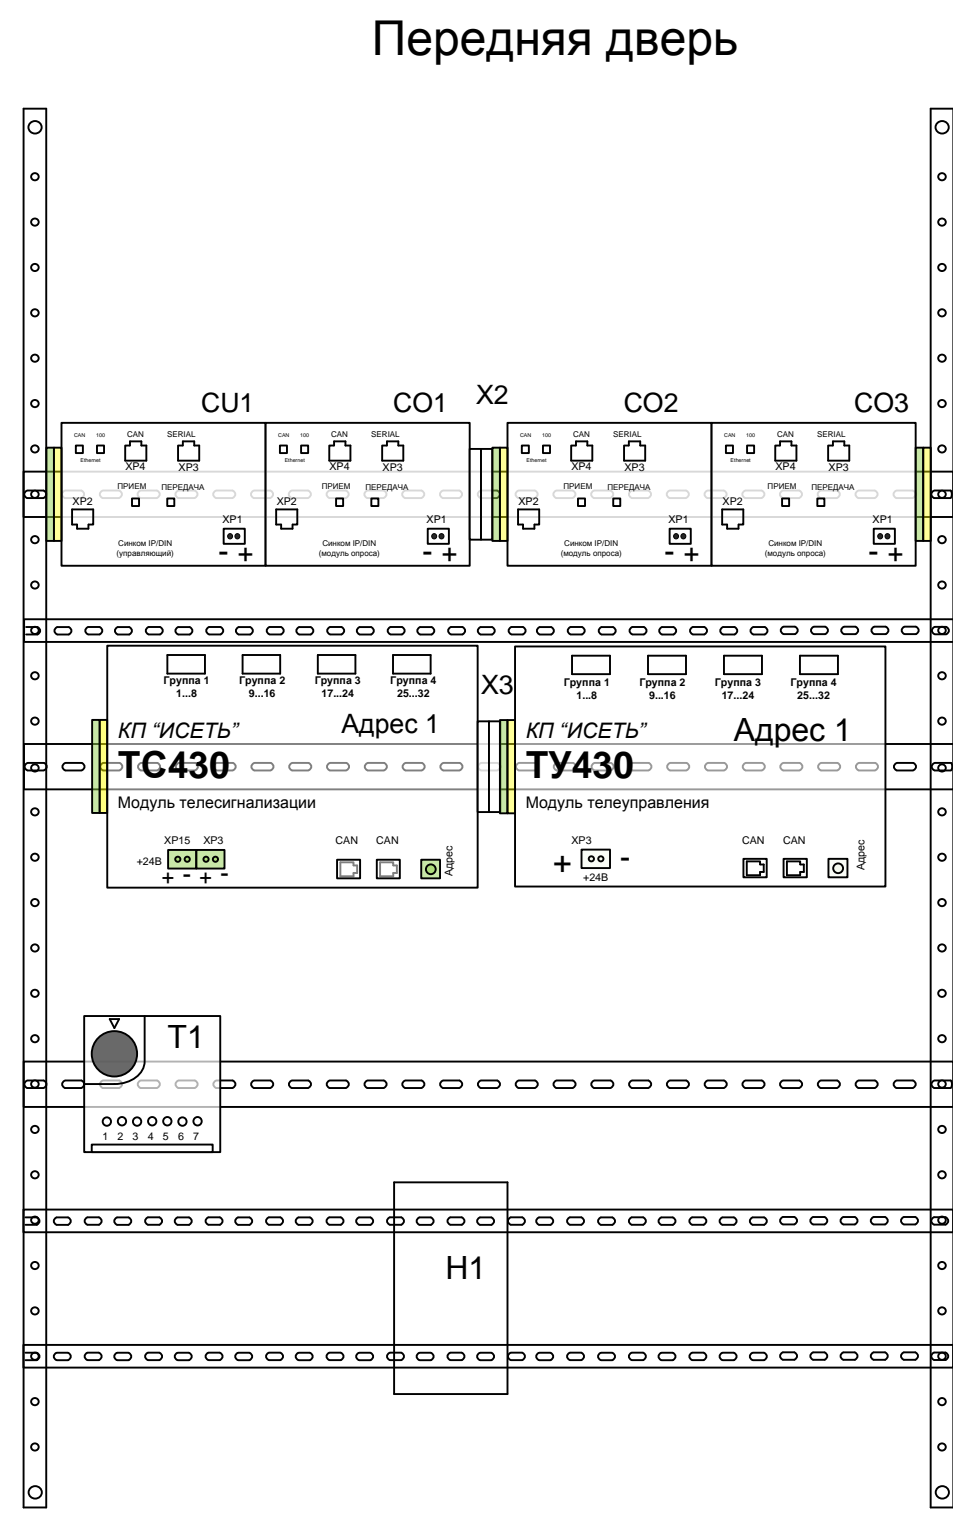 Передняя дверь
CU1
CO1
X2
CO2
CO3
CAN 100 CAN SERIAL
Ethernet
XP4 XP3
ПРИЕМ ПЕРЕДАЧА
XP2
XP1
- +
Синком IP/DIN
(управляющий)
CAN 100 CAN SERIAL
Ethernet
XP4 XP3
ПРИЕМ ПЕРЕДАЧА
XP2
XP1
- +
Синком IP/DIN
(модуль опроса)
CAN 100 CAN SERIAL
Ethernet
XP4 XP3
ПРИЕМ ПЕРЕДАЧА
XP2
XP1
- +
Синком IP/DIN
(модуль опроса)
CAN 100 CAN SERIAL
Ethernet
XP4 XP3
ПРИЕМ ПЕРЕДАЧА
XP2
XP1
- +
Синком IP/DIN
(модуль опроса)
Группа 1 Группа 2 Группа 3 Группа 4
1...8 9...16 17...24 25...32
КП “ИСЕТЬ”
Адрес 1
ТС430
Модуль телесигнализации
XP15 XP3
+24В
+ - + -
CAN CAN
Адрес
X3
Группа 1 Группа 2 Группа 3 Группа 4
1...8 9...16 17...24 25...32
КП “ИСЕТЬ”
Адрес 1
ТУ430
Модуль телеуправления
XP3
+ -
+24В
CAN CAN
Адрес
T1
1 2 3 4 5 6 7
H1